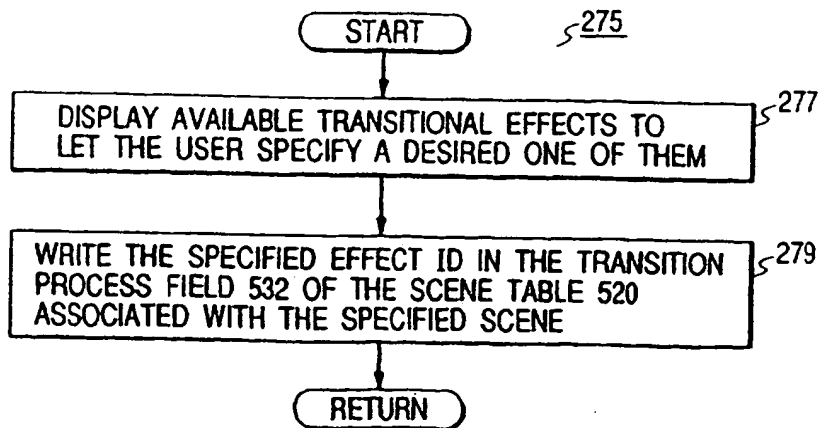 START
275
DISPLAY AVAILABLE TRANSITIONAL EFFECTS TO
LET THE USER SPECIFY A DESIRED ONE OF THEM
277
WRITE THE SPECIFIED EFFECT ID IN THE TRANSITION
PROCESS FIELD 532 OF THE SCENE TABLE 520
ASSOCIATED WITH THE SPECIFIED SCENE
279
RETURN